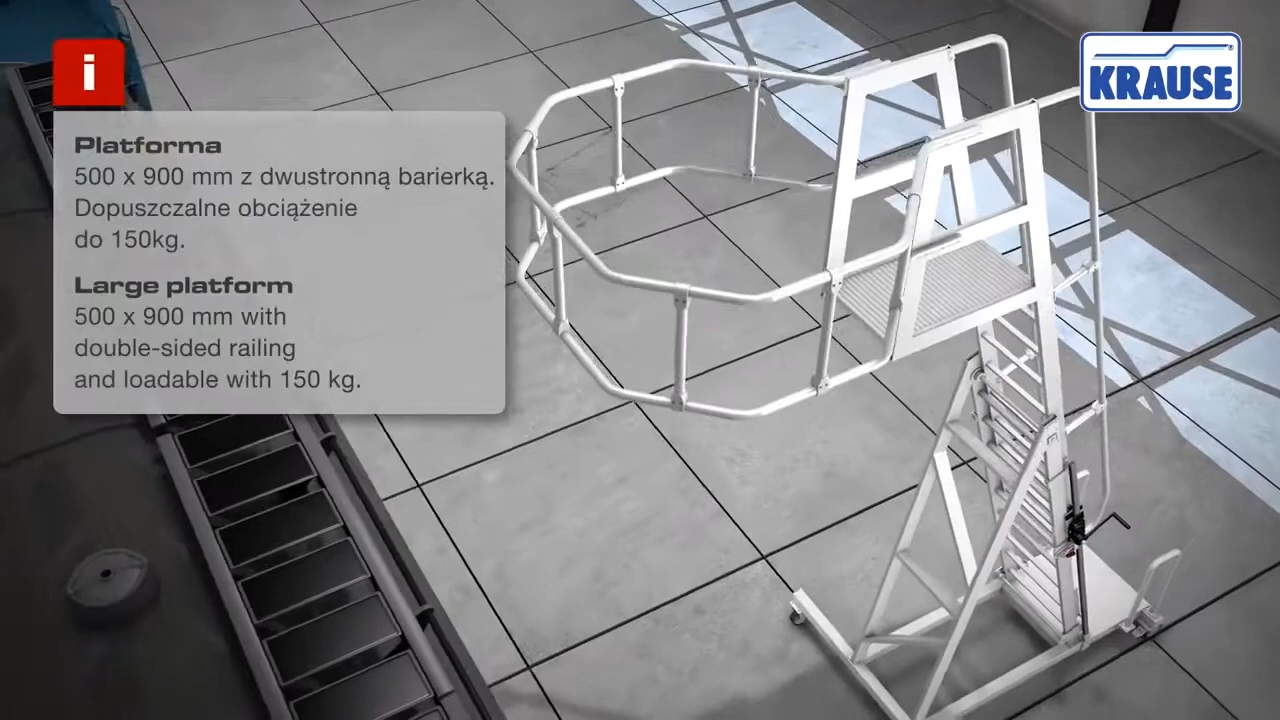 i
KRAUSE
Platforma
500 x 900 mm z dwustronną barierką.
Dopuszczalne obciążenie
do 150kg.
Large platform
500 x 900 mm with
double-sided railing
and loadable with 150 kg.